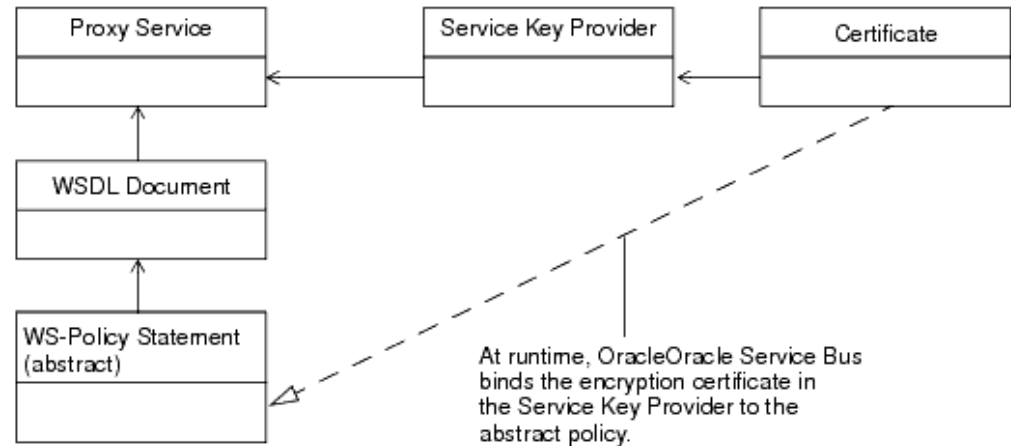 Proxy Service
Service Key Provider
Certificate
WSDL Document
WS-Policy Statement
(abstract)
At runtime, OracleOracle Service Bus
binds the encryption certificate in
the Service Key Provider to the
abstract policy.